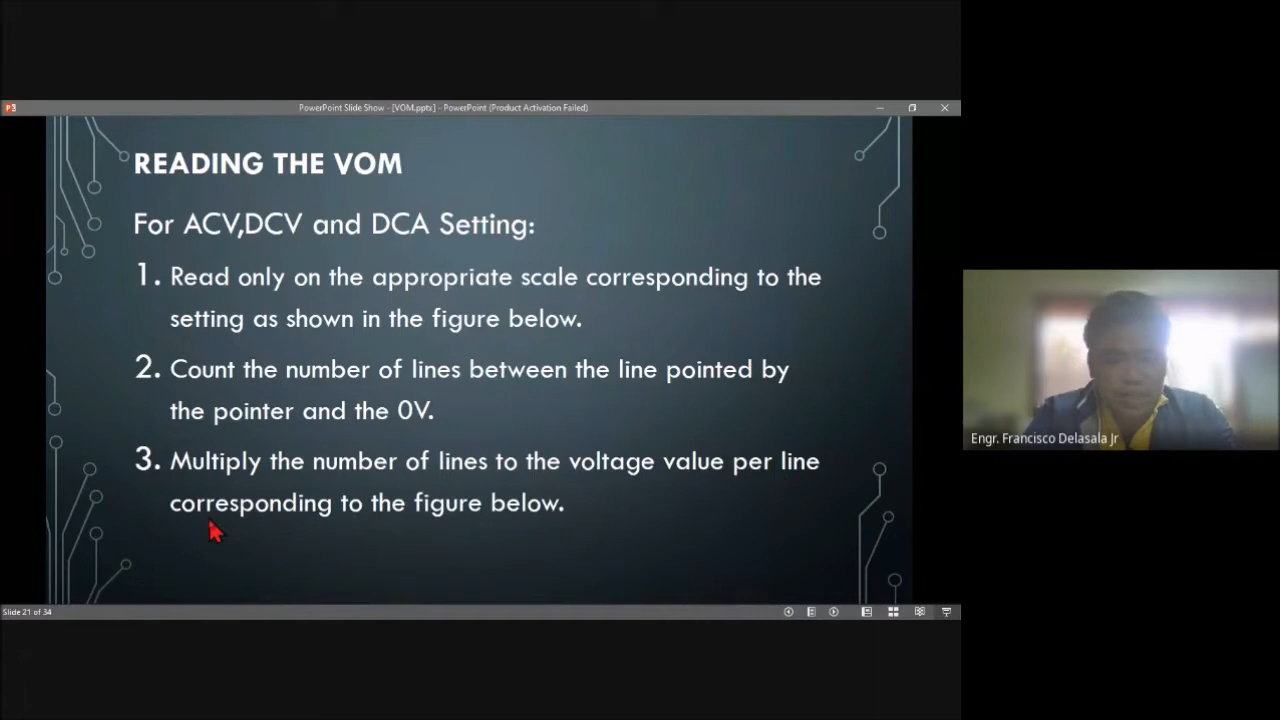 PowerPoint Slide Show - [VOM.pptx] - PowerPoint (Product Activation Failed)
READING THE VOM
For ACV,DCV and DCA Setting:
1. Read only on the appropriate scale corresponding to the
setting as shown in the figure below.
2. Count the number of lines between the line pointed by
the pointer and the 0V.
3. Multiply the number of lines to the voltage value per line
corresponding to the figure below.
Engr. Francisco Delasala Jr
Slide 21 of 34